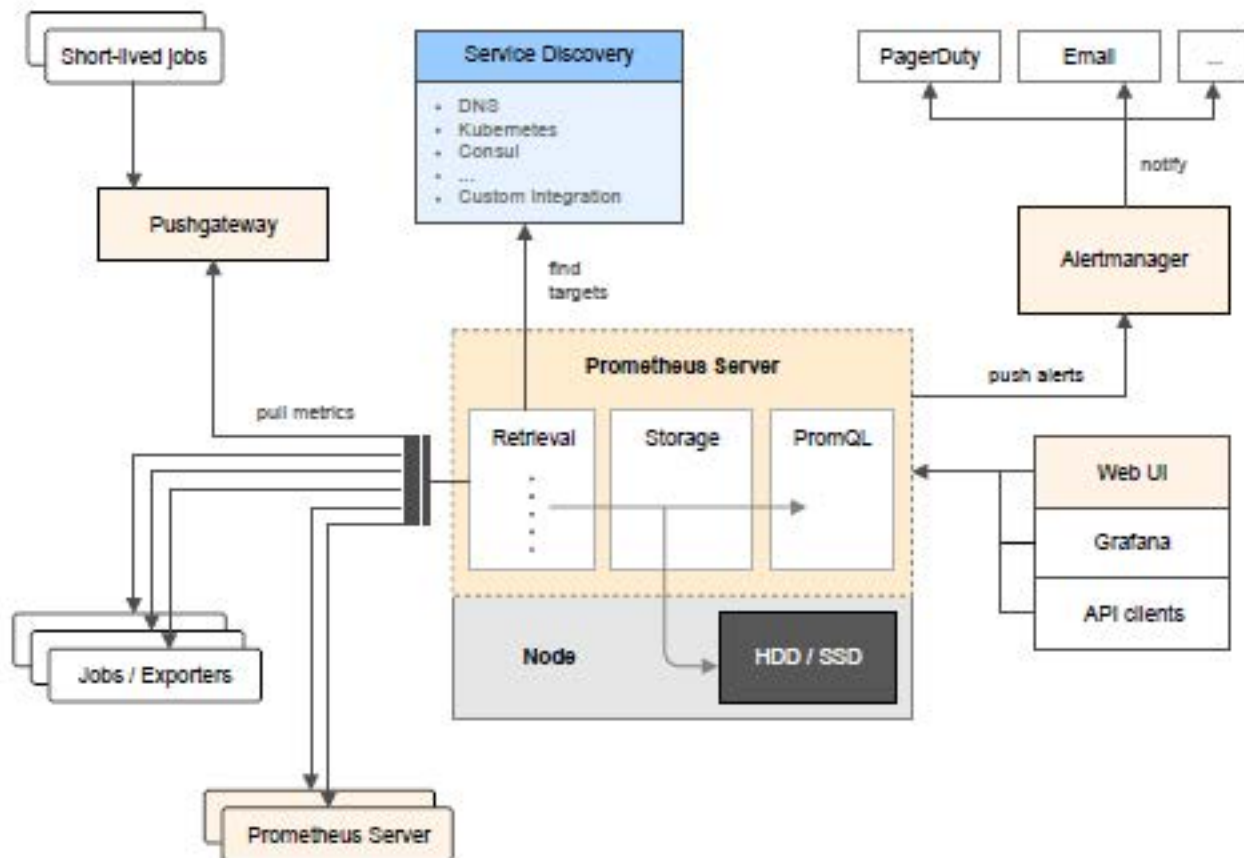 Short-lived jobs
Service Discovery
• DNS
• Kubernetes
• Consul
• ...
• Custom Integration
PagerDuty
Email
...
notify
Pushgateway
Alertmanager
find
targets
Prometheus Server
push alerts
pull metrics
Retrieval
Storage
PromQL
Web UI
Grafana
API clients
Node
HDD / SSD
Jobs / Exporters
Prometheus Server